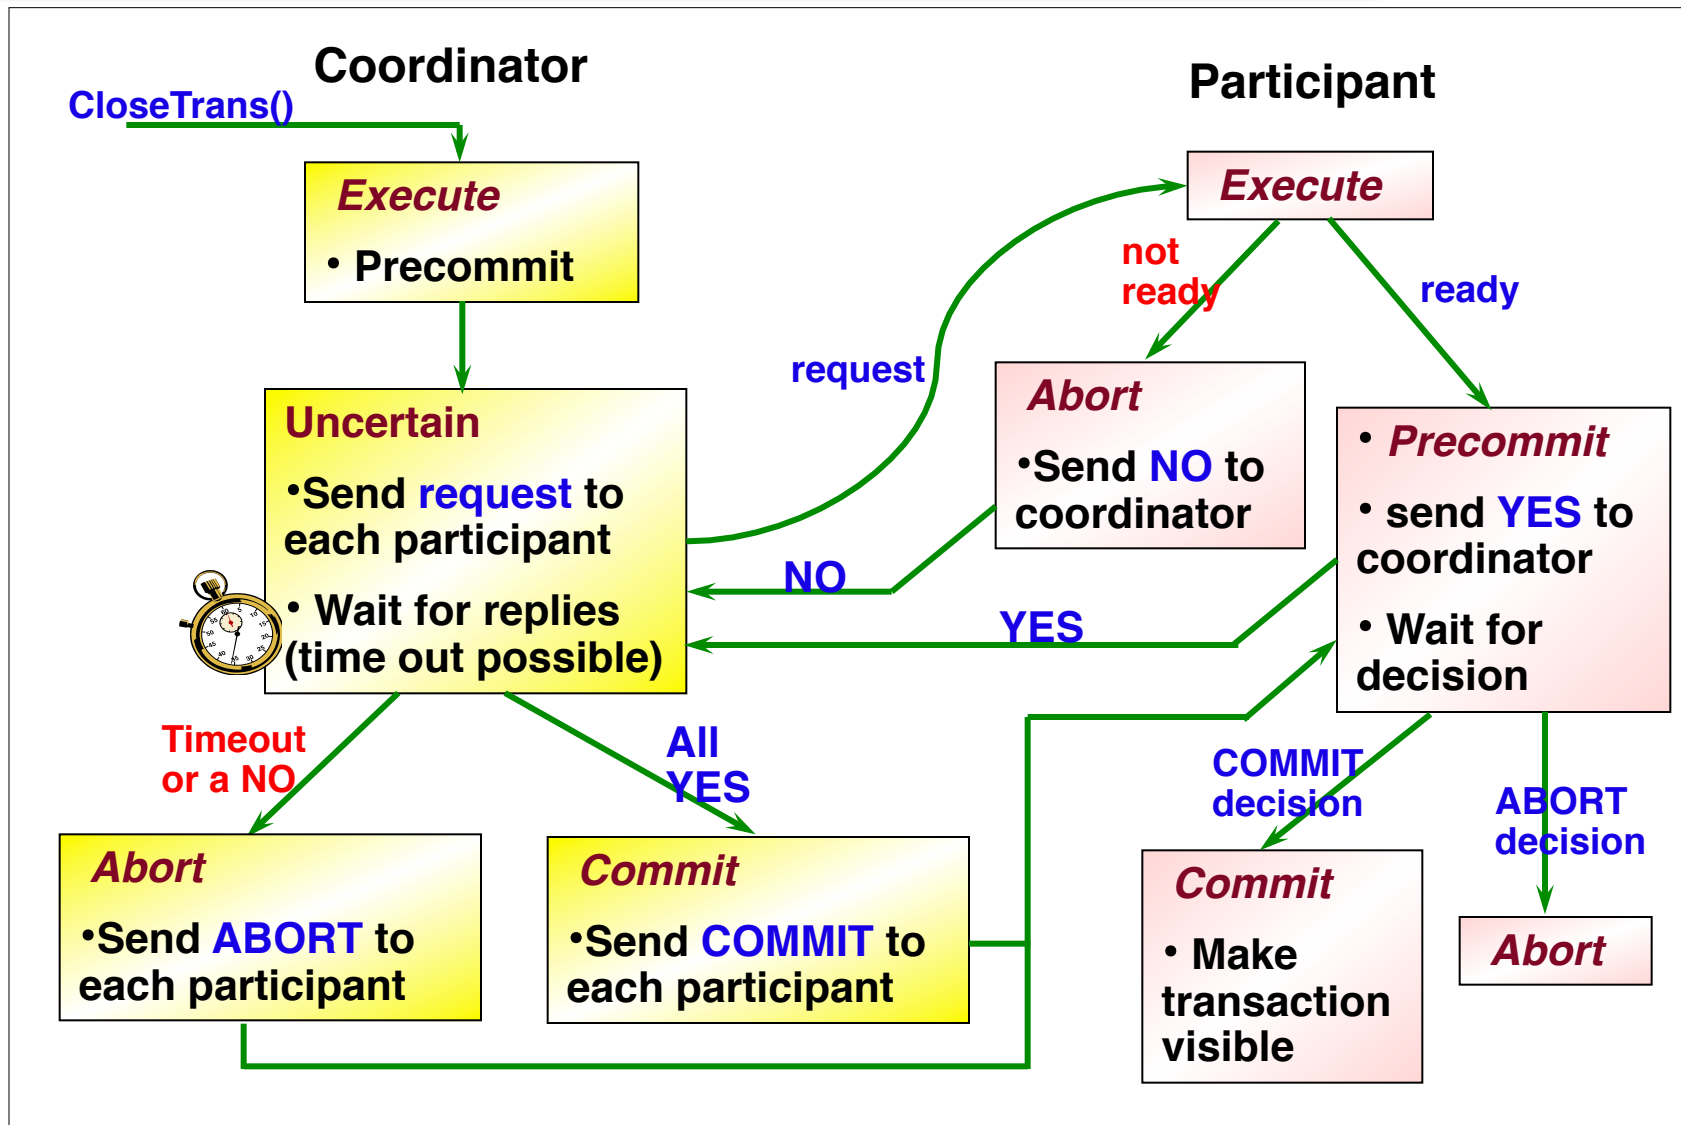 Coordinator
Participant
CloseTrans()
Execute
• Precommit
Execute
not
ready
ready
request
Uncertain
•Send request to
each participant
• Wait for replies
(time out possible)
Abort
•Send NO to
coordinator
• Precommit
• send YES to
coordinator
• Wait for
decision
NO
YES
Timeout
or a NO
All
YES
COMMIT
decision
ABORT
decision
Abort
•Send ABORT to
each participant
Commit
•Send COMMIT to
each participant
Commit
• Make
transaction
visible
Abort